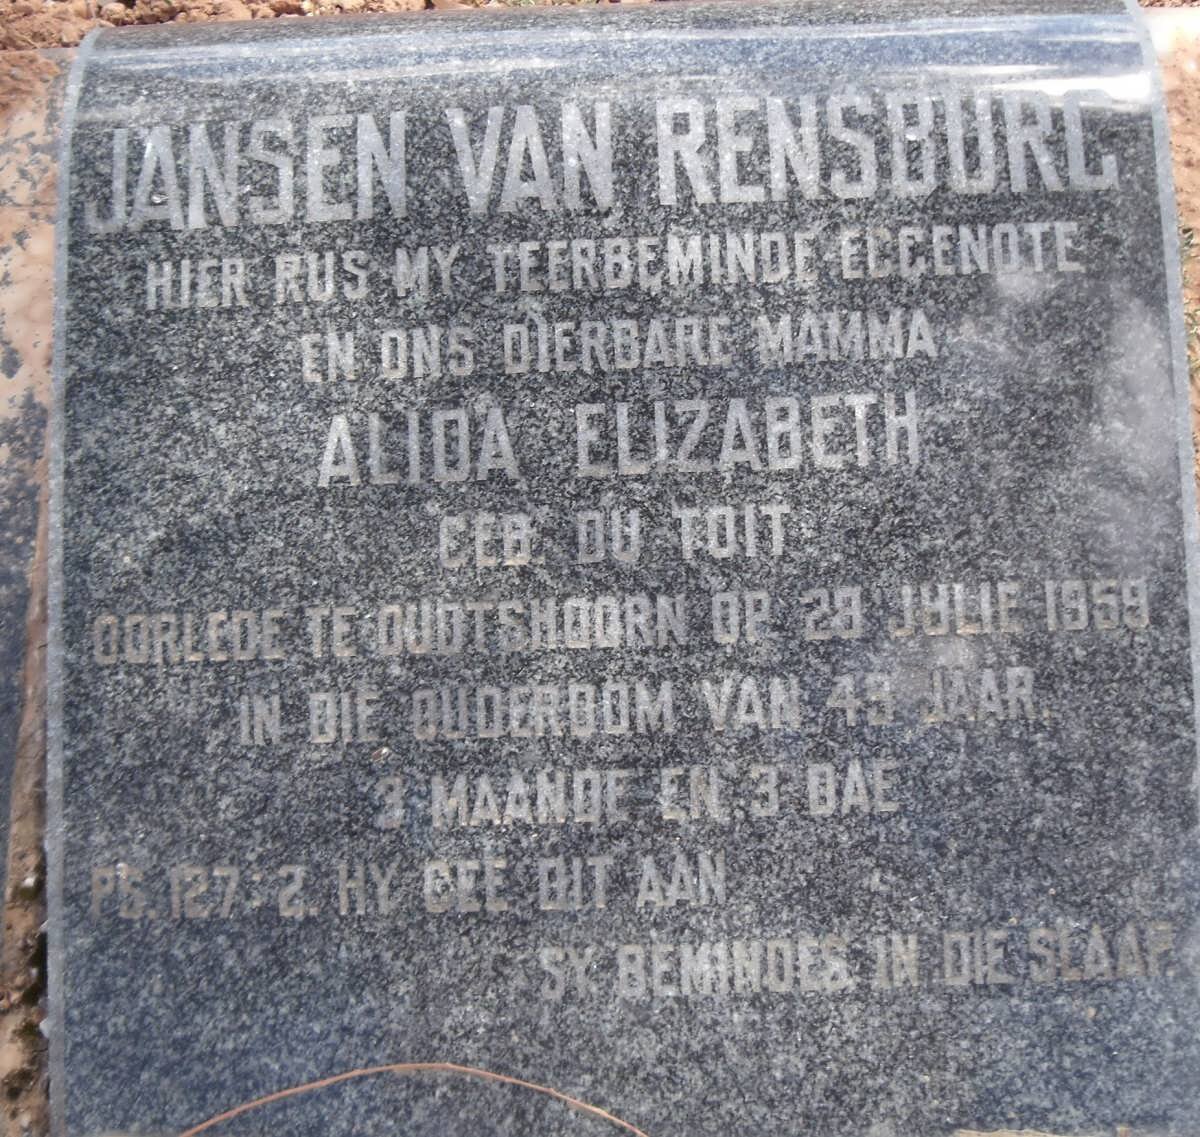 JANSEN VAN RENSBURG
HIER RUS MY TEERBEMINDE EGGENOTE
EN ONS DIERBARE MAMMA
ALIDA ELIZABETH
GEB. DU TOIT
OORLEDE TE OUDTSHOORN OP 29 JULIE 1959
IN DIE OUDERDOM VAN 49 JAAR.
3 MAANDE EN 3 DAE
PS. 127:2. HY GEE DIT AAN
SY BEMINDES IN DIE SLAAP.